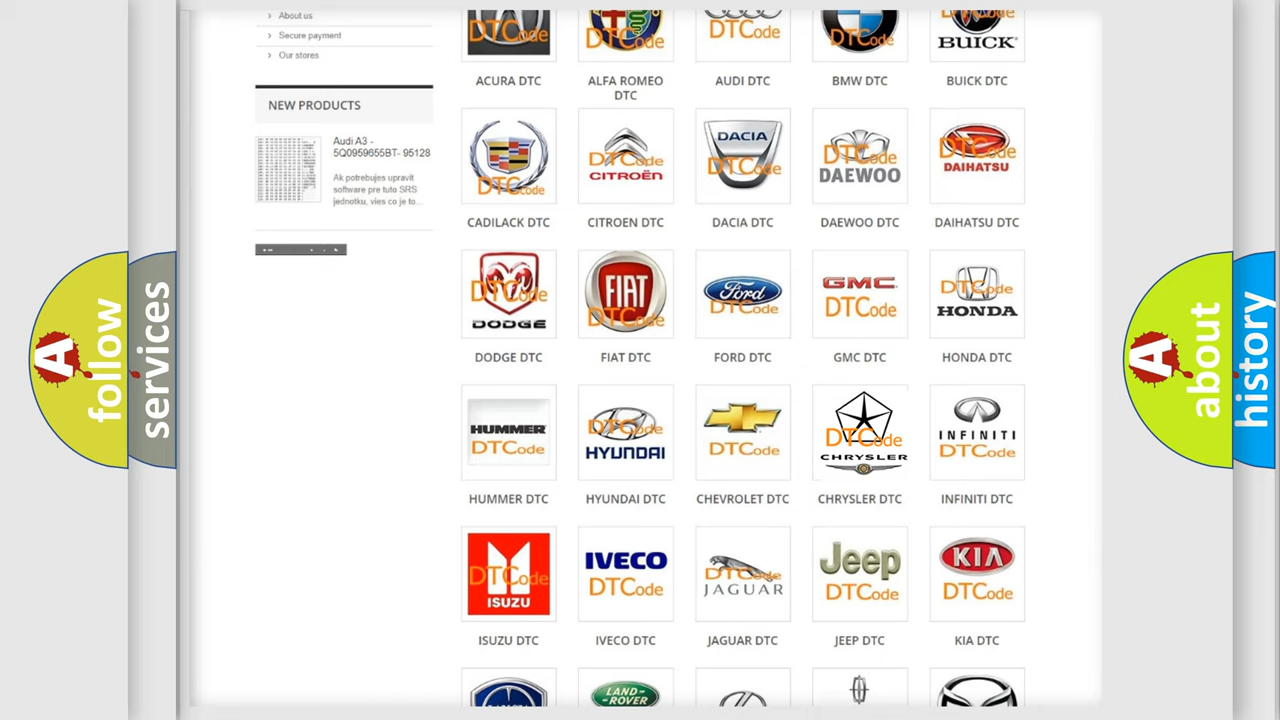 About us
Secure payment
Our stores
NEW PRODUCTS
Audi A3 -
5Q0959655BT- 95128
Ak potrebujes upravit
software pre tuto SRS
jednotku, vies co je to...
DTCode
DTCode
DTCode
DTCode
BUICK
ACURA DTC
ALFA ROMEO
DTC
AUDI DTC
BMW DTC
BUICK DTC
DTCode
DTCode
CITROËN
DACIA
DTCode
DTCode
DAEWOO
DTCode
DAIHATSU
CADILACK DTC
CITROEN DTC
DACIA DTC
DAEWOO DTC
DAIHATSU DTC
DTCode
DODGE
FIAT
DTCode
Ford
DTCode
GMC
DTCode
DTCode
HONDA
DODGE DTC
FIAT DTC
FORD DTC
GMC DTC
HONDA DTC
HUMMER
DTCode
DTCode
HYUNDAI
DTCode
DTCode
CHRYSLER
INFINITI
DTCode
HUMMER DTC
HYUNDAI DTC
CHEVROLET DTC
CHRYSLER DTC
INFINITI DTC
DTCode
ISUZU
IVECO
DTCode
DTCode
JAGUAR
Jeep
DTCode
KIA
DTCode
ISUZU DTC
IVECO DTC
JAGUAR DTC
JEEP DTC
KIA DTC
LAND-
ROVER
A
follow
services
A
about
history